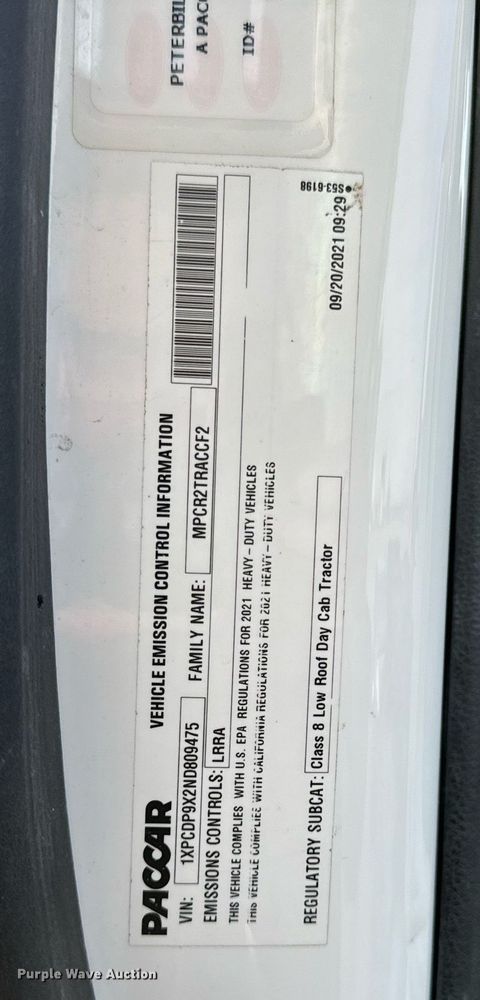 PETERBIL
A PAC
ID#
PACCAR
VEHICLE EMISSION CONTROL INFORMATION
VIN: 1XPCDP9X2ND809475 FAMILY NAME: MPCR2TRACCF2
EMISSIONS CONTROLS: LRRA
THIS VEHICLE COMPLIES WITH U.S. EPA REGULATIONS FOR 2021 HEAVY-DUTY VEHICLES
THIS VEHICLE COMPLIES WITH CALIFORNIA REGULATIONS FOR 2021 HEAVY-DUTY VEHICLES
REGULATORY SUBCAT: Class 8 Low Roof Day Cab Tractor
09/20/2021 09:29
S53-6198
Purple Wave Auction